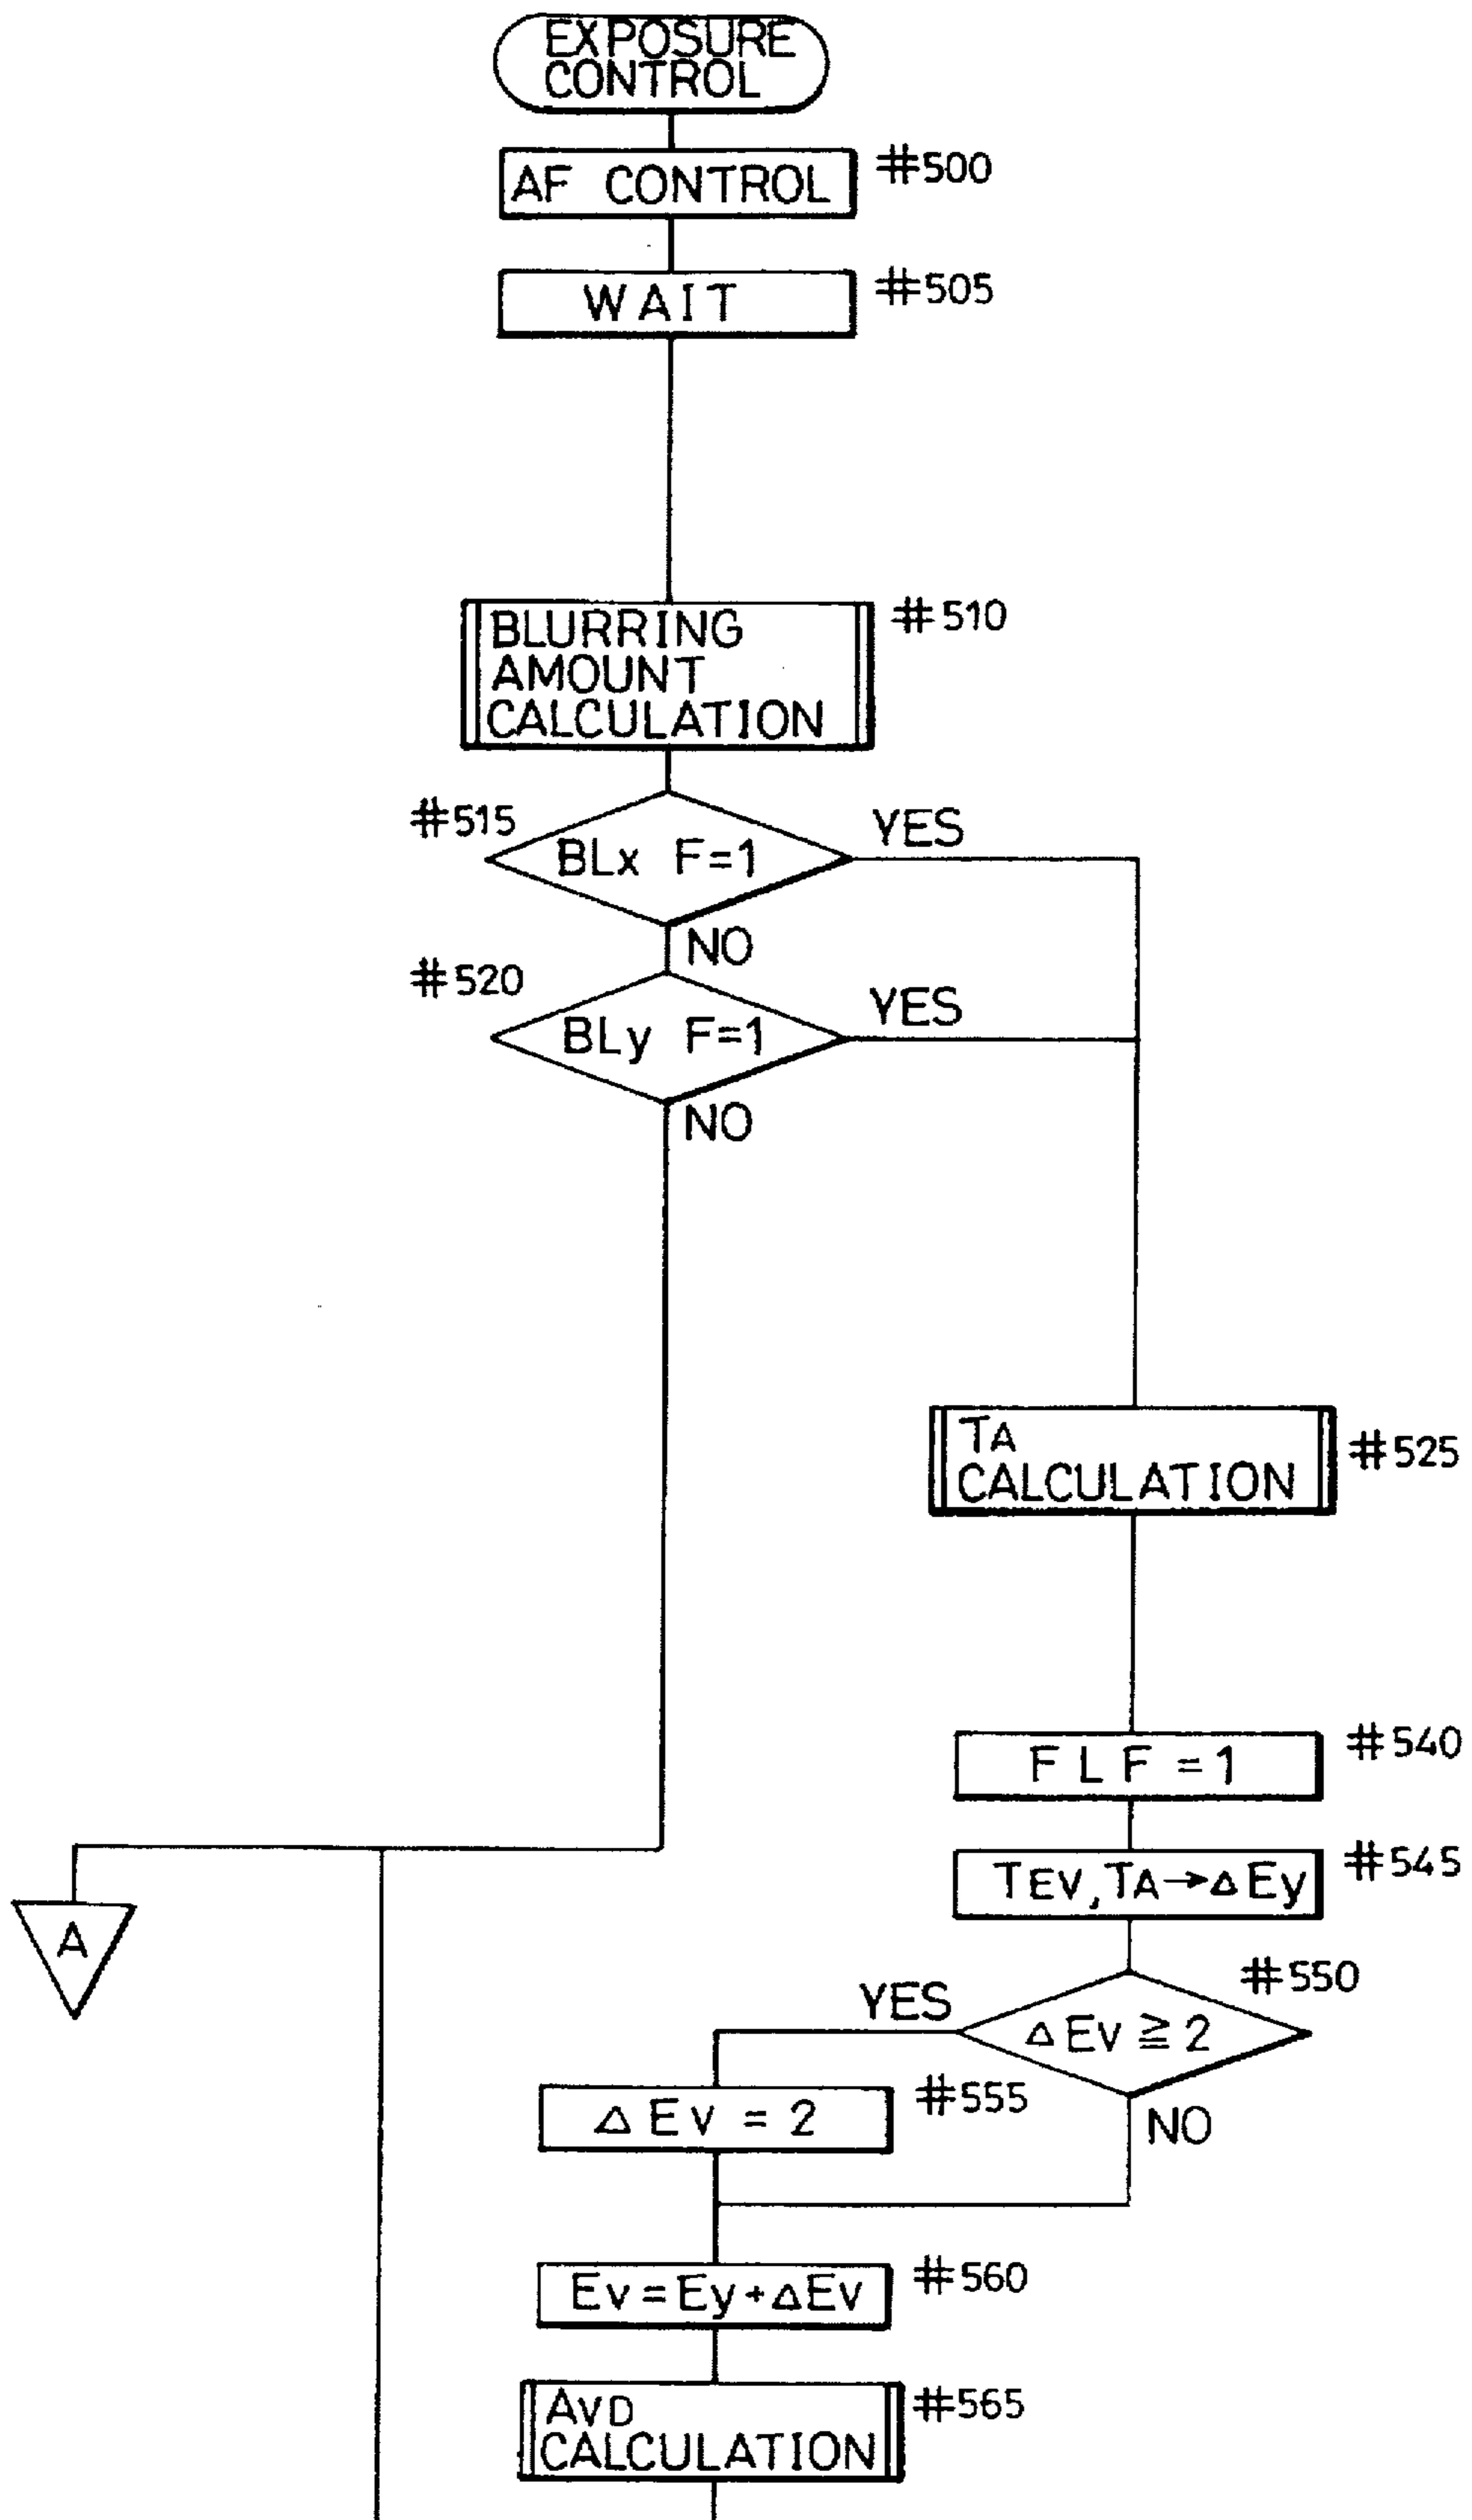 EXPOSURE
CONTROL
AF CONTROL
#500
WAIT
#505
BLURRING
AMOUNT
CALCULATION
#510
#515
BLx F=1
YES
NO
#520
BLy F=1
YES
NO
TA
CALCULATION
#525
FLF=1
#540
TEV,TA→ΔEy
#545
A
#550
YES
ΔEv≧2
NO
ΔEv=2
#555
Ev=Ey+ΔEv
#560
AVD
CALCULATION
#565